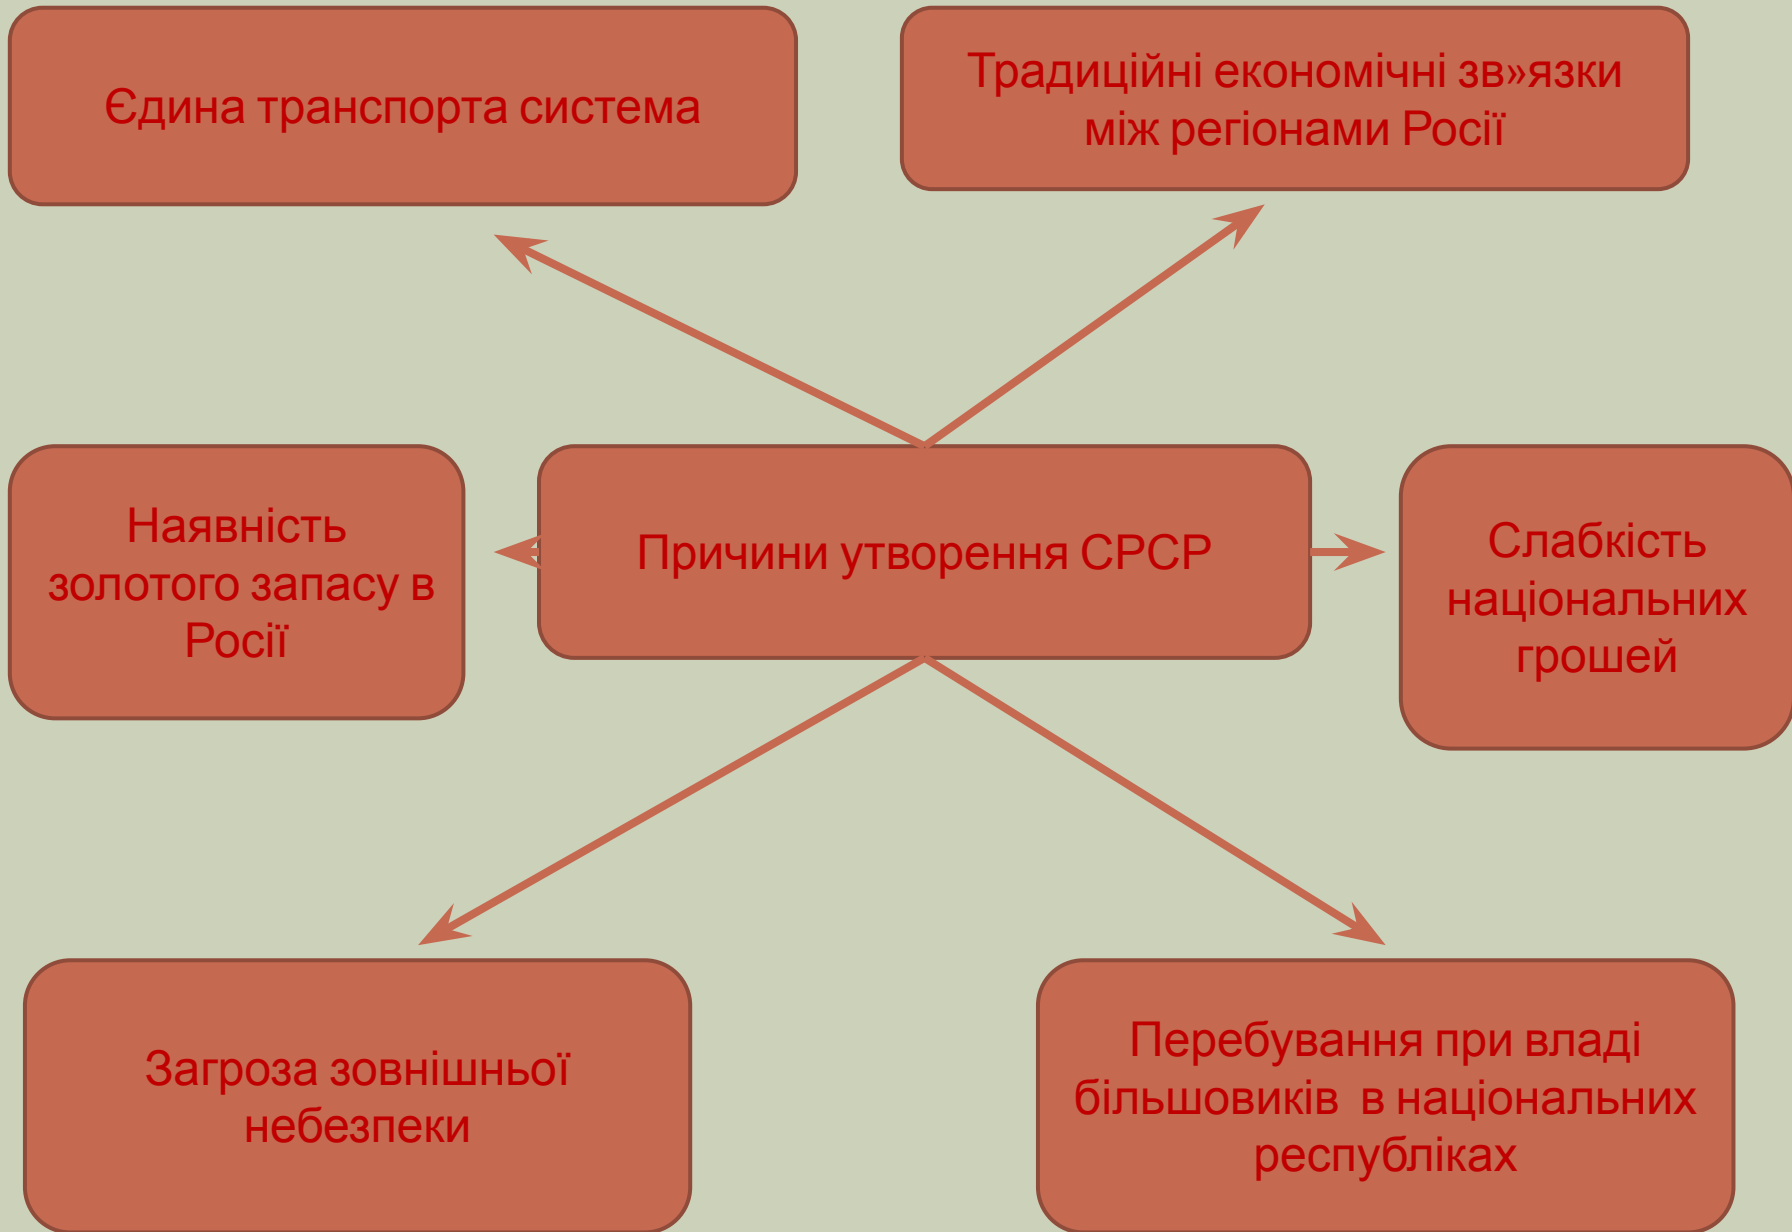 Єдина транспорта система
Традиційні економічні зв»язки
між регіонами Росії
Наявність
золотого запасу в
Росії
Причини утворення СРСР
Слабкість
національних
грошей
Загроза зовнішньої
небезпеки
Перебування при владі
більшовиків в національних
республіках